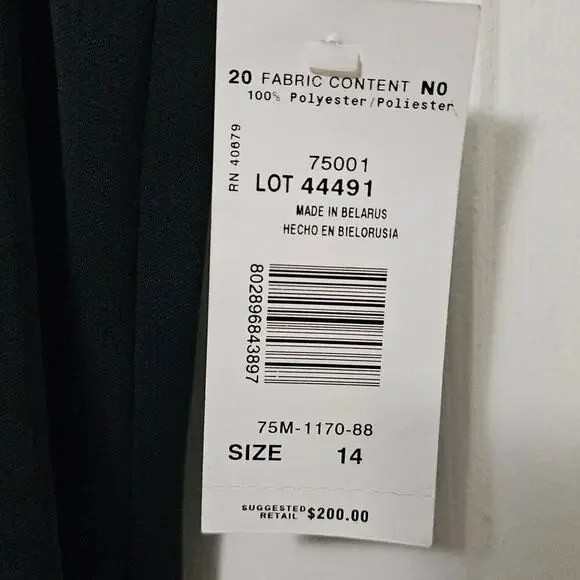 20 FABRIC CONTENT NO
100% Polyester/Poliester
RN 40679
75001
LOT 44491
MADE IN BELARUS
HECHO EN BIELORUSIA
802896843897
75M-1170-88
SIZE 14
SUGGESTED
RETAIL $200.00